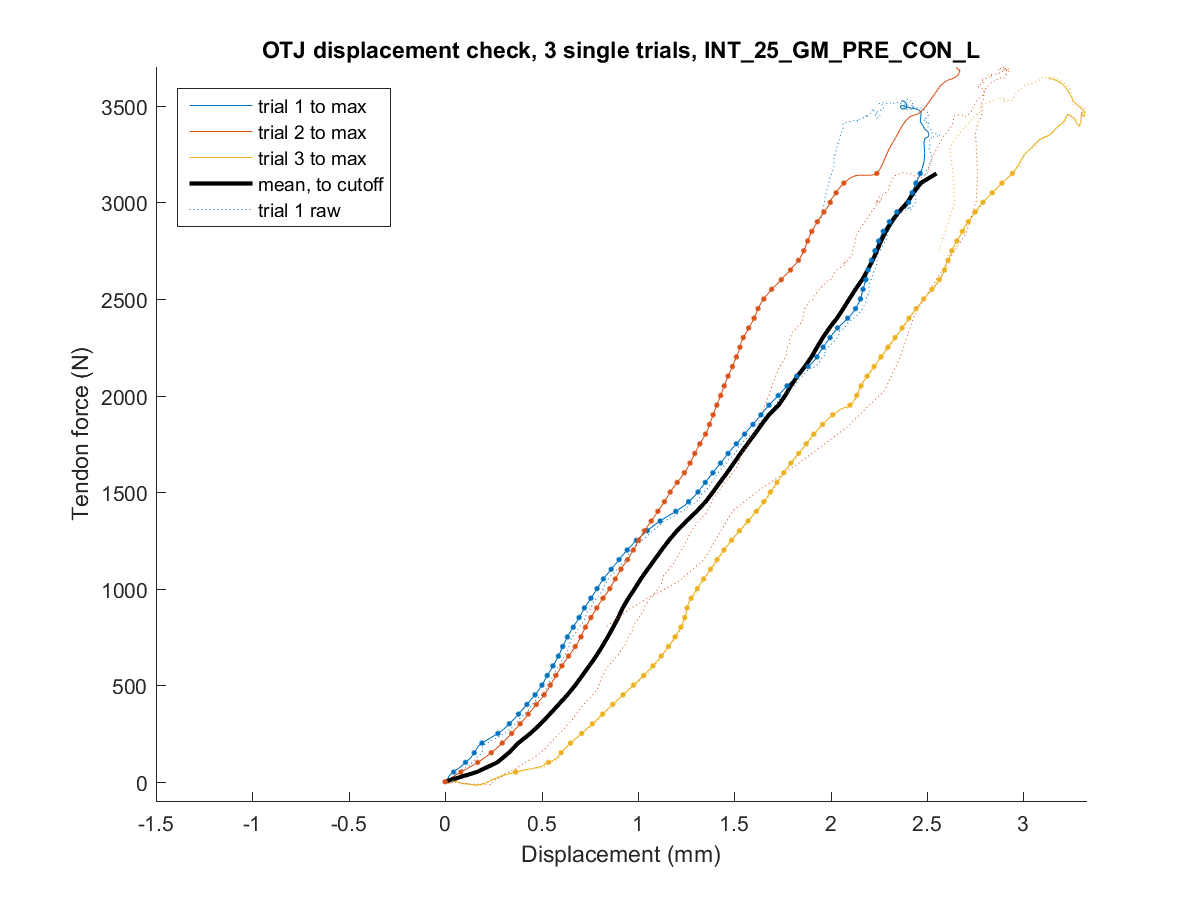 OTJ displacement check, 3 single trials, INT_25_GM_PRE_CON_L
trial 1 to max
trial 2 to max
trial 3 to max
mean, to cutoff
trial 1 raw
Tendon force (N)
3500
3000
2500
2000
1500
1000
500
0
-1.5
-1
-0.5
0
0.5
1
1.5
2
2.5
3
Displacement (mm)